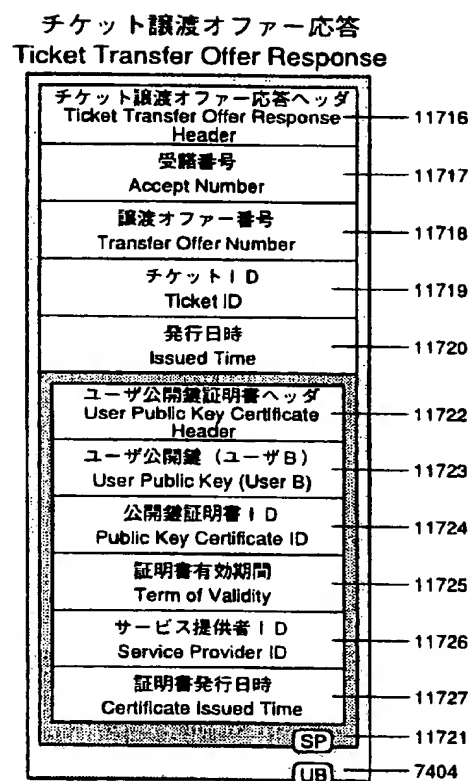 チケット譲渡オファー応答
Ticket Transfer Offer Response
チケット譲渡オファー応答ヘッダ
Ticket Transfer Offer Response
Header
11716
受諾番号
Accept Number
11717
譲渡オファー番号
Transfer Offer Number
11718
チケットID
Ticket ID
11719
発行日時
Issued Time
11720
ユーザ公開鍵証明書ヘッダ
User Public Key Certificate
Header
11722
ユーザ公開鍵(ユーザB)
User Public Key (User B)
11723
公開鍵証明書ID
Public Key Certificate ID
11724
証明書有効期間
Term of Validity
11725
サービス提供者ID
Service Provider ID
11726
証明書発行日時
Certificate Issued Time
11727
SP
11721
UB
7404